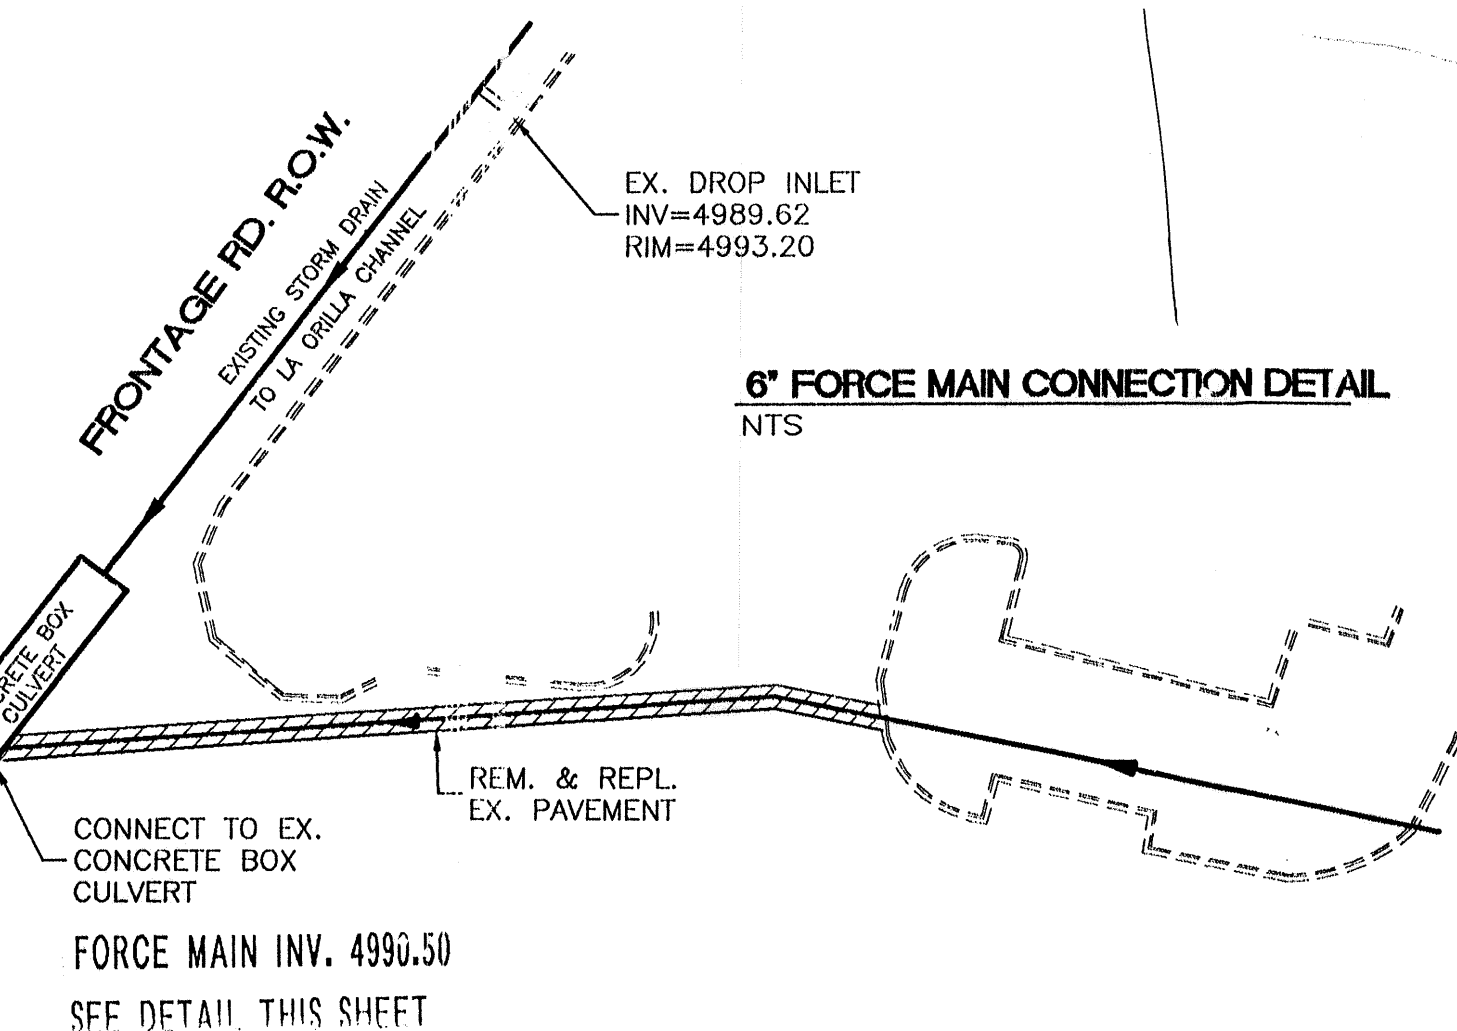 FRONTAGE RD. R.O.W.
EXISTING STORM DRAIN
TO LA ORILLA CHANNEL
EX. DROP INLET
INV=4989.62
RIM=4993.20
6" FORCE MAIN CONNECTION DETAIL
NTS
BOX
CULVERT
REM. & REPL.
EX. PAVEMENT
CONNECT TO EX.
CONCRETE BOX
CULVERT
FORCE MAIN INV. 4990.50
SEE DETAIL THIS SHEET